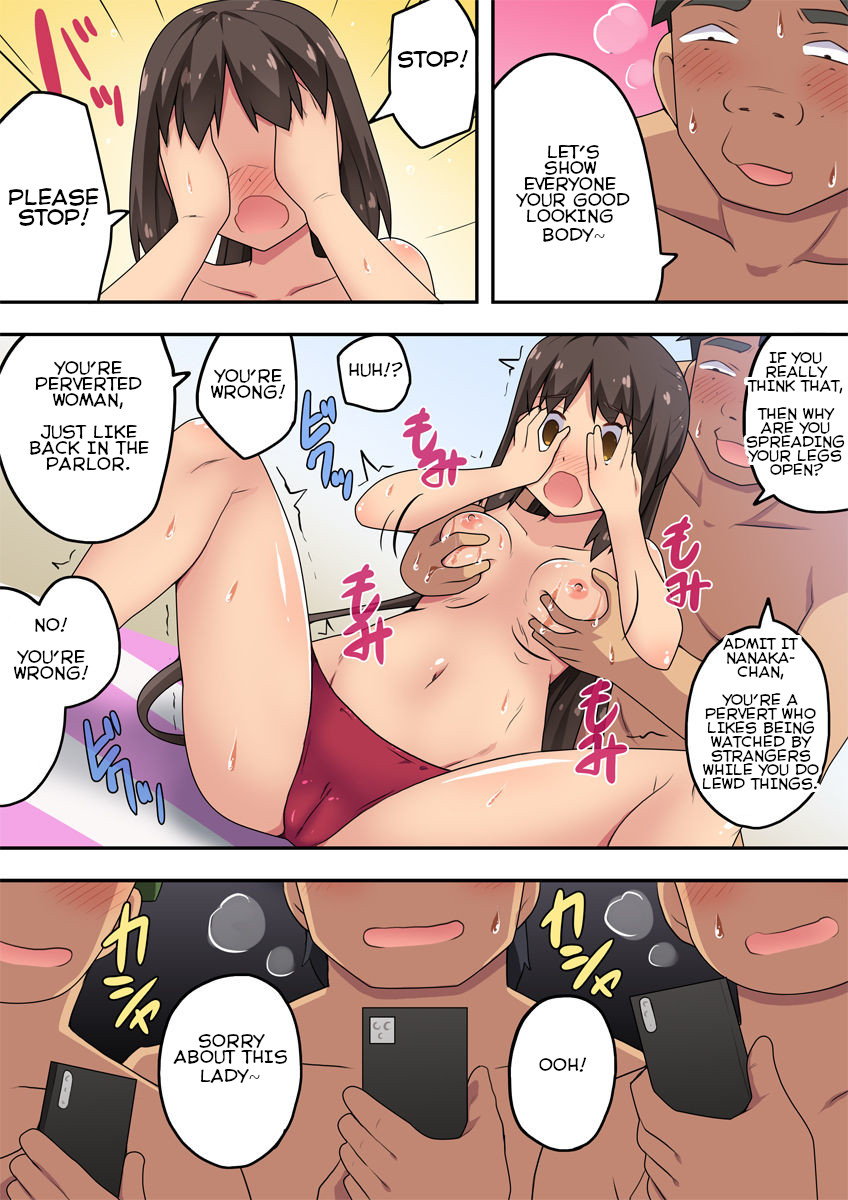 LET'S
SHOW
EVERYONE
YOUR GOOD
LOOKING
BODY~
STOP!
PLEASE
STOP!
IF YOU
REALLY
THINK THAT,
THEN WHY
ARE YOU
SPREADING
YOUR LEGS
OPEN?
HUH!?
YOU'RE
WRONG!
YOU'RE
PERVERTED
WOMAN,
JUST LIKE
BACK IN THE
PARLOR.
ビクッ
もみ
もみ
もみ
もみ
ADMIT IT
NANAKA-
CHAN,
YOU'RE A
PERVERT WHO
LIKES BEING
WATCHED BY
STRANGERS
WHILE YOU DO
LEWD THINGS.
NO!
YOU'RE
WRONG!
ビクッ
カシャ
OOH!
カシャ
SORRY
ABOUT THIS
LADY~